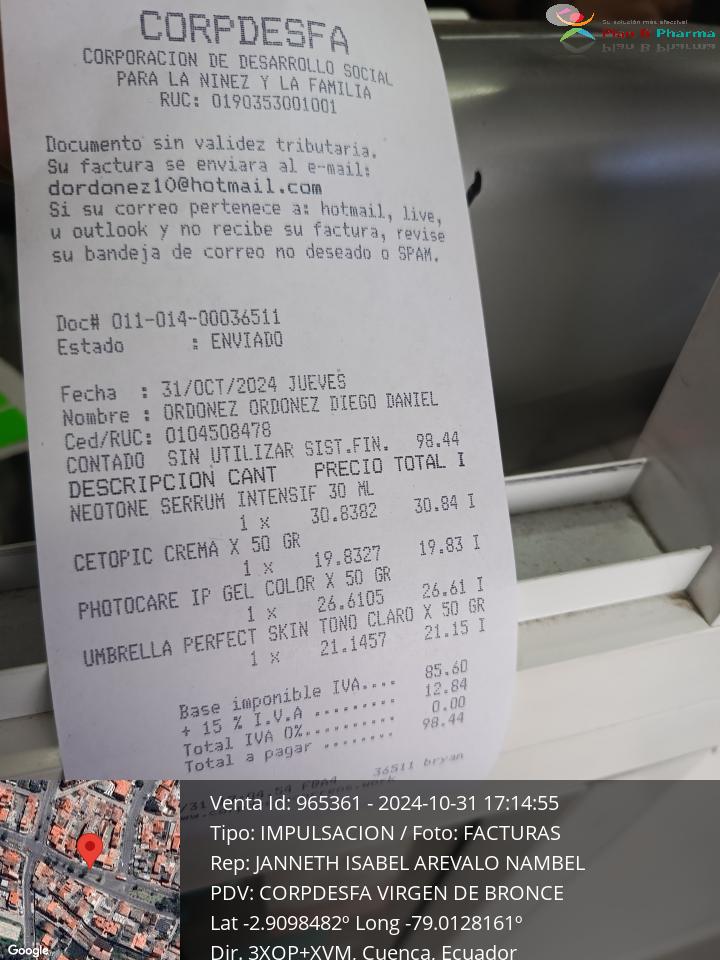 CORPDESFA
CORPORACION DE DESARROLLO SOCIAL
PARA LA NINEZ Y LA FAMILIA
RUC: 0190353001001
Su solución más efectiva!
Plau & Pharma
Documento sin validez tributaria.
Su factura se enviara al e-mail:
dordonez10@hotmail.com
Si su correo pertenece a: hotmail, live,
u outlook y no recibe su factura, revise
su bandeja de correo no deseado o SPAM.
Doc# 011-014-00036511
Estado : ENVIADO
Fecha : 31/OCT/2024 JUEVES
Nombre : ORDONEZ ORDONEZ DIEGO DANIEL
Ced/RUC: 0104508478
CONTADO SIN UTILIZAR SIST.FIN. 98.44
DESCRIPCION CANT PRECIO TOTAL I
NEOTONE SERRUM INTENSIF 30 ML
1 x 30.8382 30.84 I
CETOPIC CREMA X 50 GR
1 x 19.8327 19.83 I
PHOTOCARE IP GEL COLOR X 50 GR
1 x 26.6105 26.61 I
UMBRELLA PERFECT SKIN TONO CLARO X 50 GR
1 x 21.1457 21.15 I
Base imponible IVA.... 85.60
+ 15 % I.V.A ......... 12.84
Total IVA 0%.......... 0.00
Total a pagar ........ 98.44
36511 bryan
Venta Id: 965361 - 2024-10-31 17:14:55
Tipo: IMPULSACION / Foto: FACTURAS
Rep: JANNETH ISABEL AREVALO NAMBEL
PDV: CORPDESFA VIRGEN DE BRONCE
Lat -2.9098482º Long -79.0128161º
Dir. 3XQP+XVM, Cuenca, Ecuador
Google